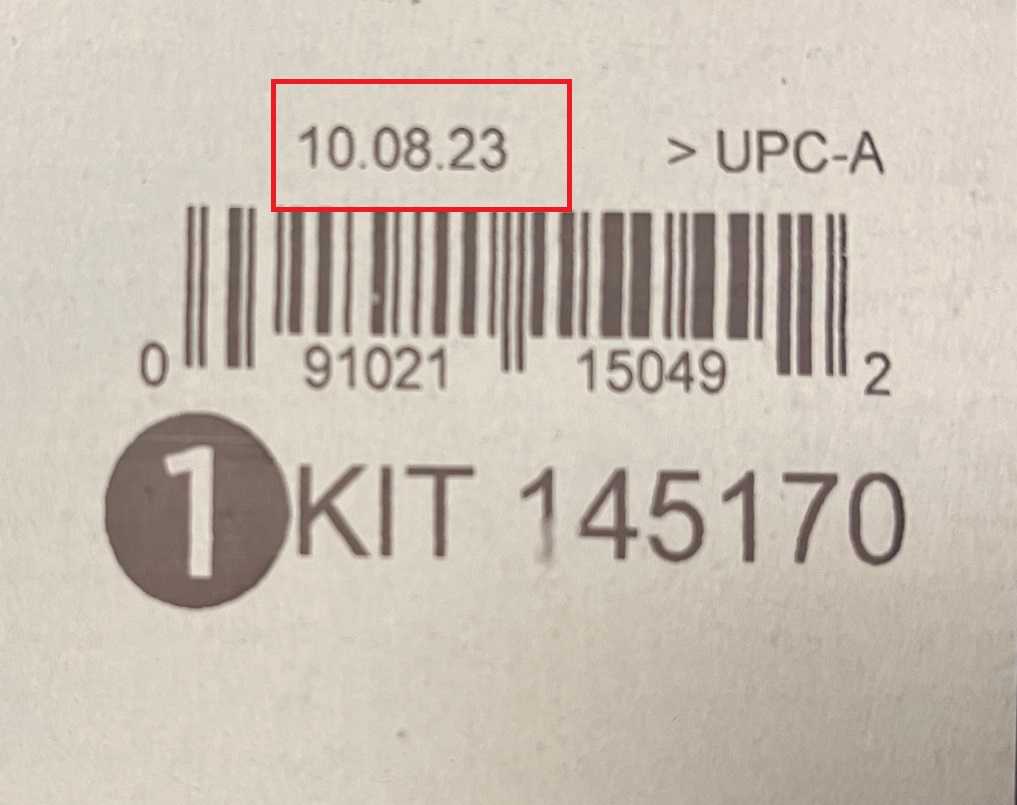 10.08.23 > UPC-A
0 91021 15049 2
1 KIT 145170